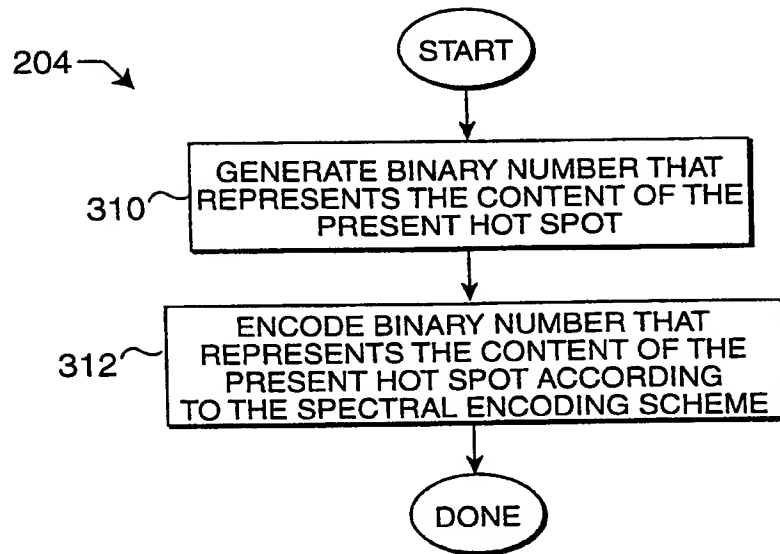 204
START
310
GENERATE BINARY NUMBER THAT
REPRESENTS THE CONTENT OF THE
PRESENT HOT SPOT
312
ENCODE BINARY NUMBER THAT
REPRESENTS THE CONTENT OF THE
PRESENT HOT SPOT ACCORDING
TO THE SPECTRAL ENCODING SCHEME
DONE